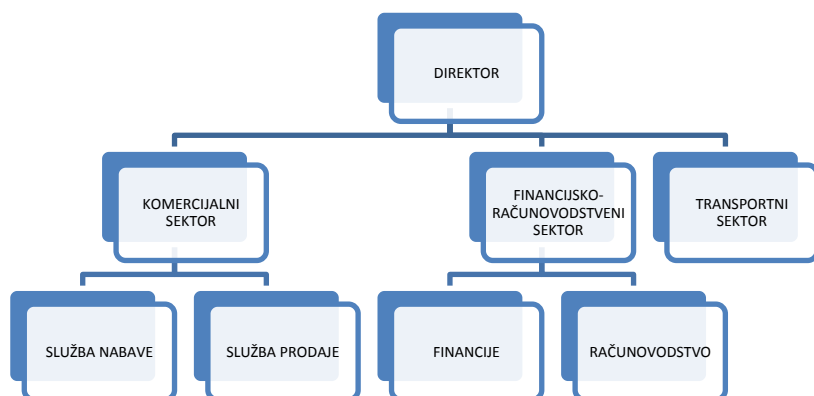 DIREKTOR
KOMERCIJALNI
SEKTOR
FINANCIJSKO-
RAČUNOVODSTVENI
SEKTOR
TRANSPORTNI
SEKTOR
SLUŽBA NABAVE
SLUŽBA PRODAJE
FINANCIJE
RAČUNOVODSTVO